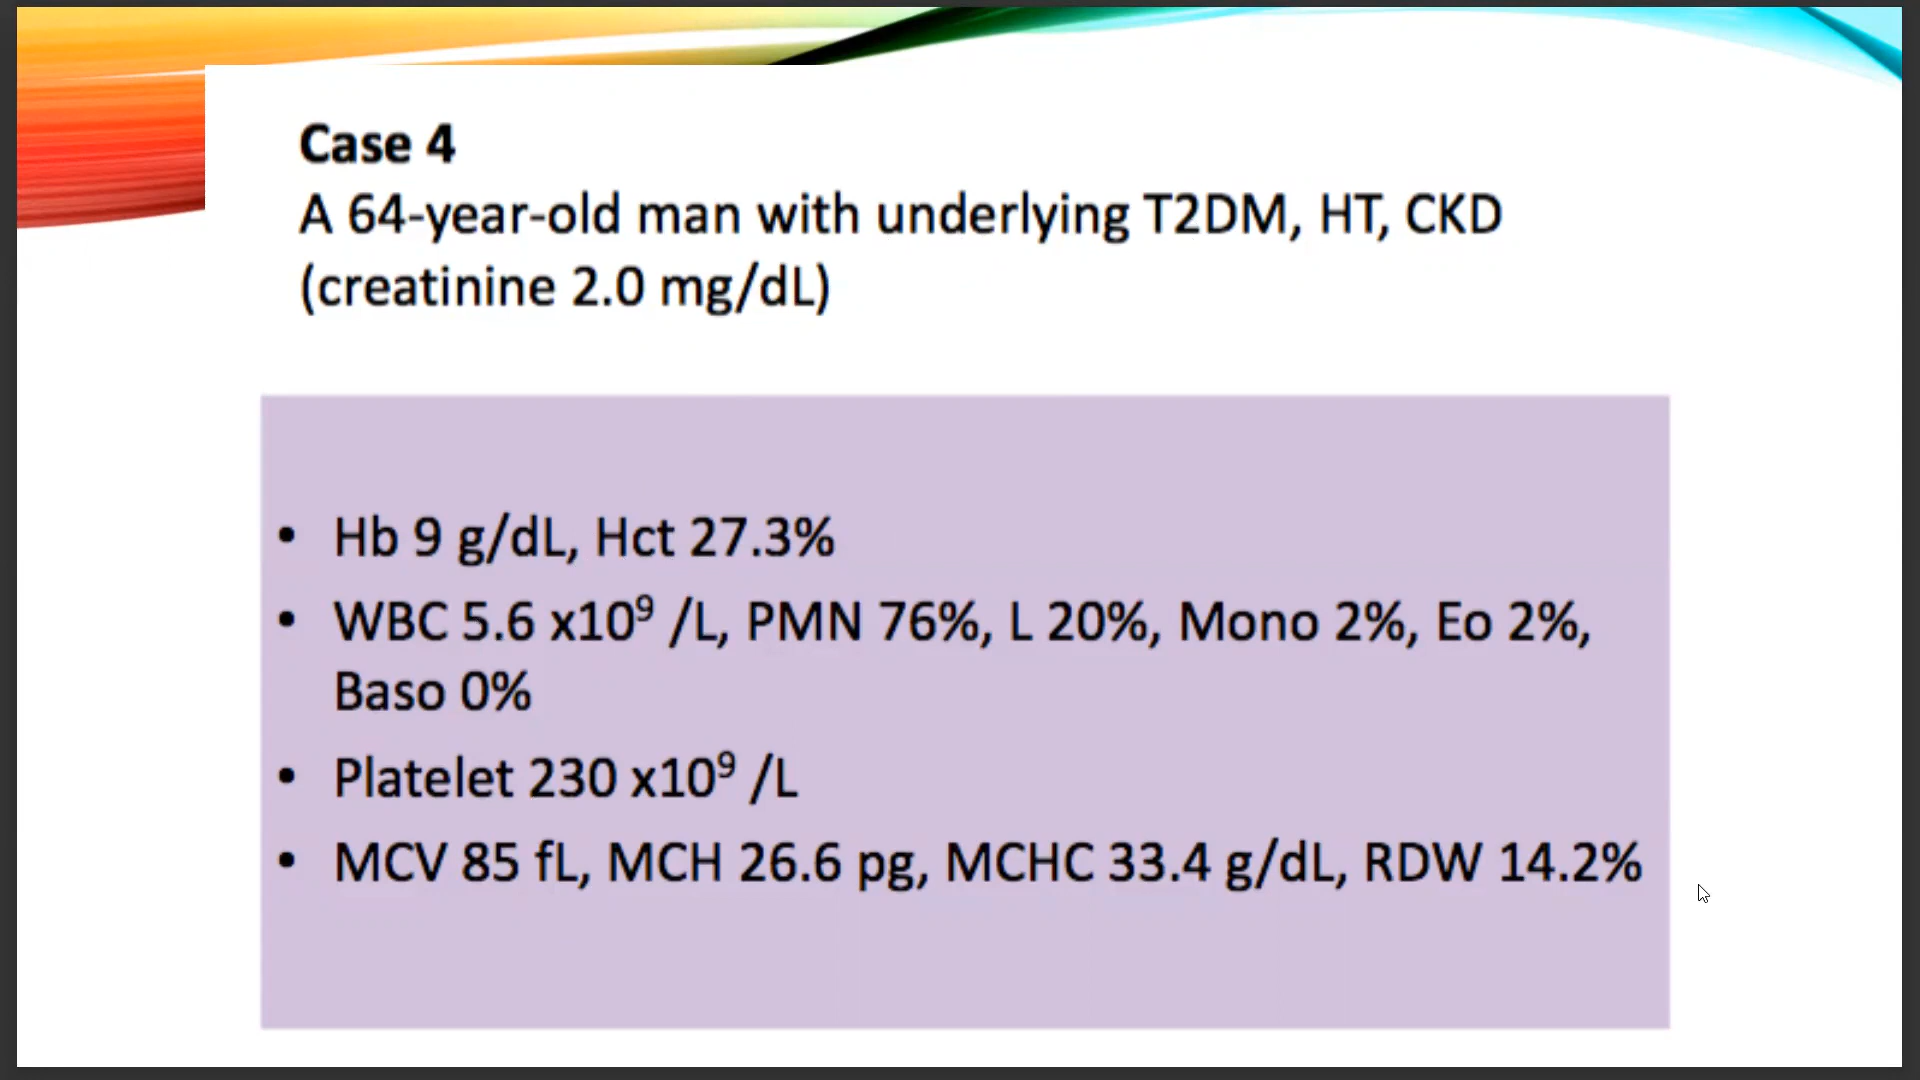 Case 4
A 64-year-old man with underlying T2DM, HT, CKD
(creatinine 2.0 mg/dL)
• Hb 9 g/dL, Hct 27.3%
• WBC 5.6 x10⁹ /L, PMN 76%, L 20%, Mono 2%, Eo 2%,
Baso 0%
• Platelet 230 x10⁹ /L
• MCV 85 fL, MCH 26.6 pg, MCHC 33.4 g/dL, RDW 14.2%